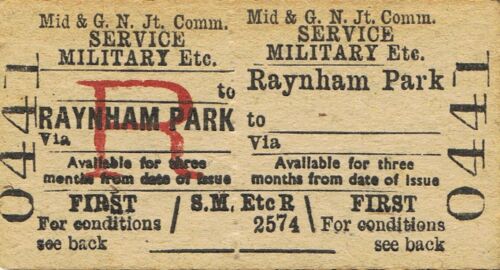 Mid & G. N. Jt. Comm.
SERVICE
MILITARY Etc.
to
RAYNHAM PARK
Via
R
Available for three
months from date of issue
FIRST
For conditions
see back
0441
Mid & G. N. Jt. Comm.
SERVICE
MILITARY Etc.
Raynham Park
to
Via
Available for three
months from date of issue
FIRST
For conditions
see back
0441
S.M. Etc R
2574